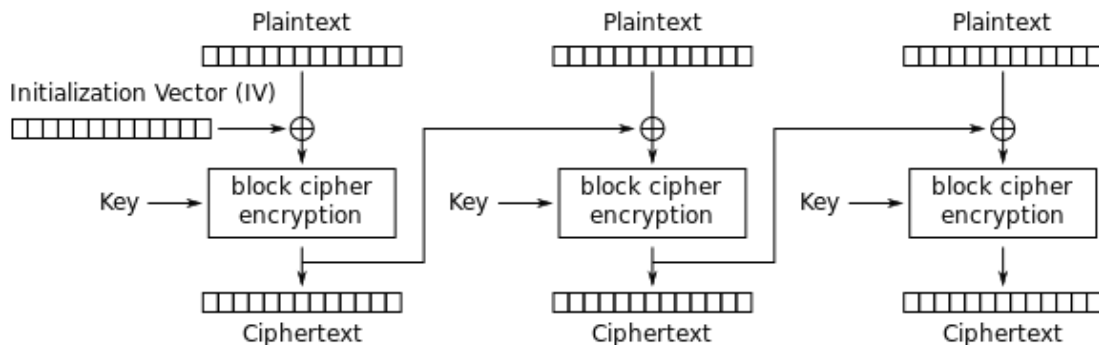 Plaintext
Plaintext
Plaintext
Initialization Vector (IV)
Key
block cipher
encryption
Key
block cipher
encryption
Key
block cipher
encryption
Ciphertext
Ciphertext
Ciphertext